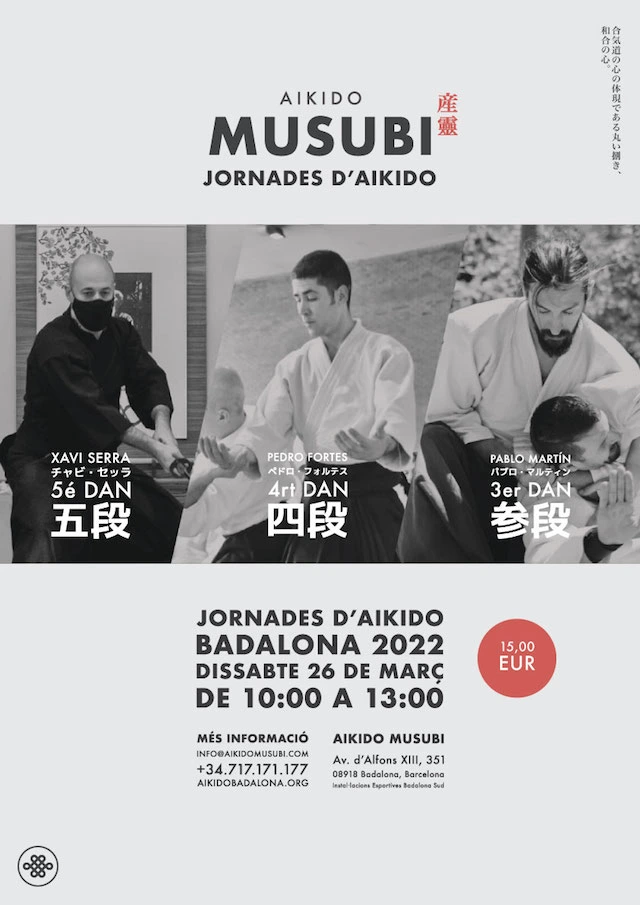 合気道の心の体現である丸い捌き、
和合の心。
AIKIDO
MUSUBI
産靈
JORNADES D’AIKIDO
XAVI SERRA
チャビ・セッラ
5é DAN
五段
PEDRO FORTES
ペドロ・フォルテス
4rt DAN
四段
PABLO MARTÍN
パブロ・マルティン
3er DAN
参段
JORNADES D’AIKIDO
BADALONA 2022
DISSABTE 26 DE MARÇ
DE 10:00 A 13:00
15,00
EUR
MÉS INFORMACIÓ
INFO@AIKIDOMUSUBI.COM
+34.717.171.177
AIKIDOBADALONA.ORG
AIKIDO MUSUBI
Av. d’Alfons XIII, 351
08918 Badalona, Barcelona
Instal·lacions Esportives Badalona Sud